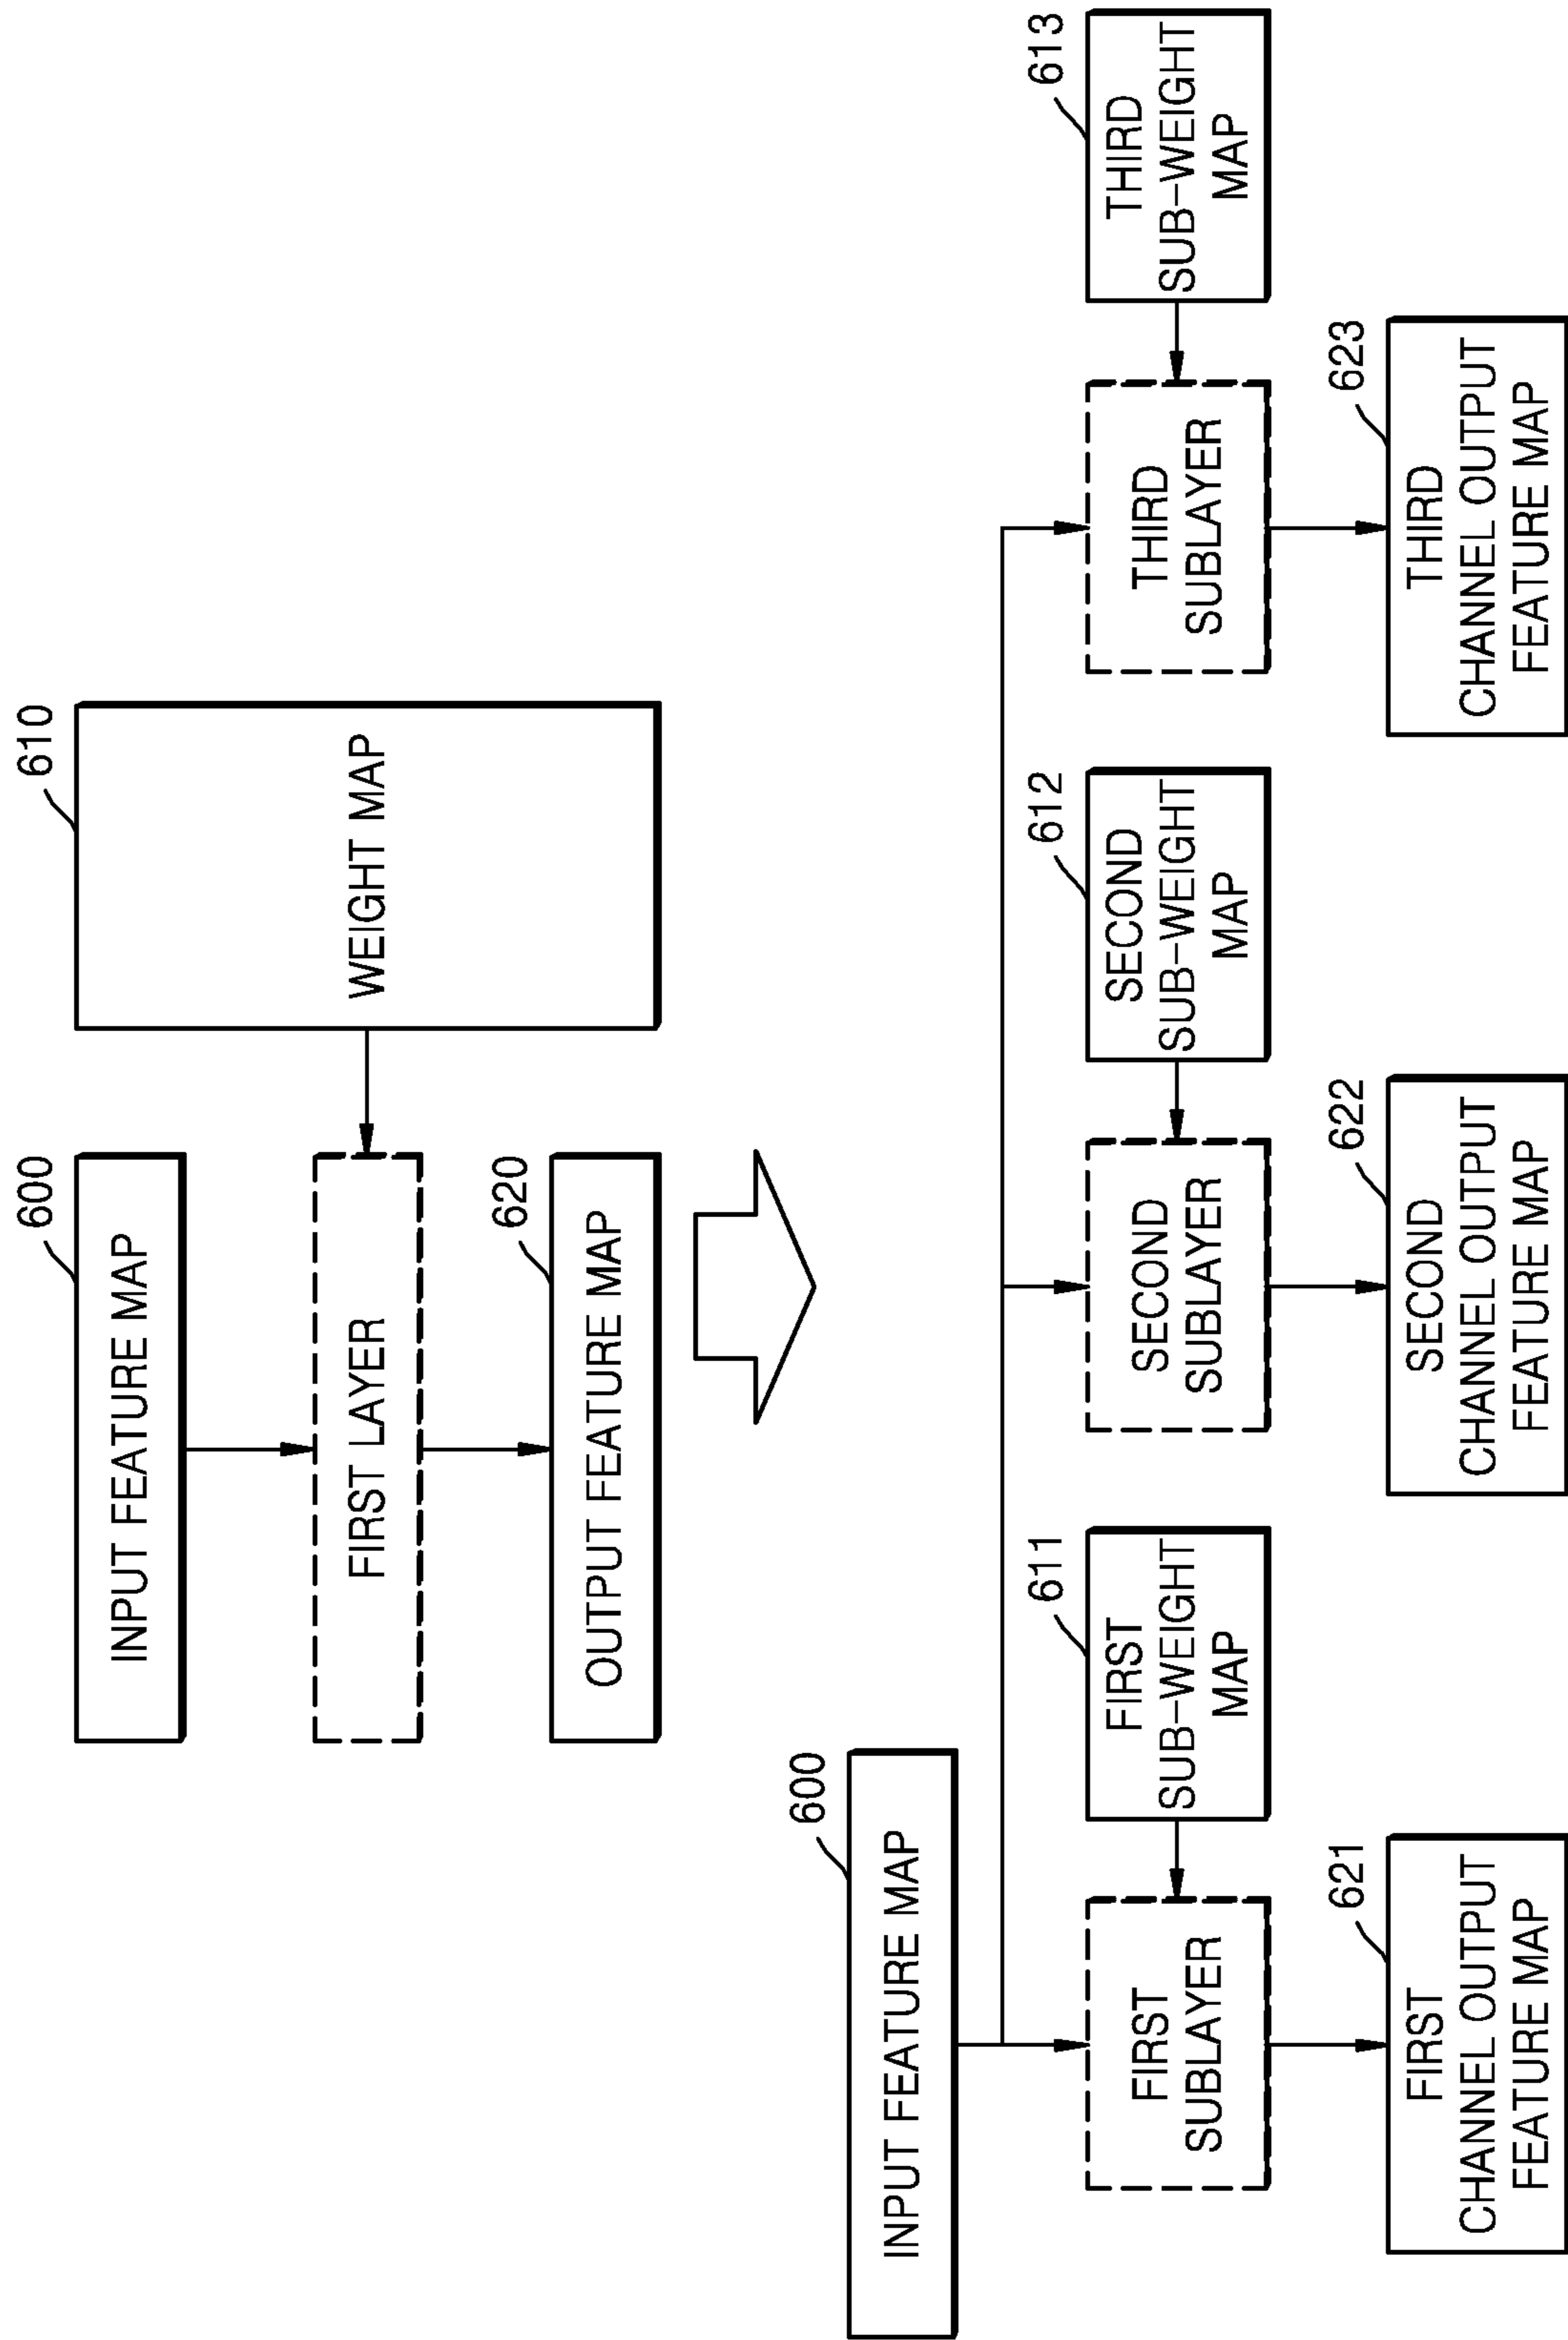 600
INPUT FEATURE MAP
610
WEIGHT MAP
FIRST LAYER
620
OUTPUT FEATURE MAP
600
INPUT FEATURE MAP
611
FIRST
SUB-WEIGHT
MAP
612
SECOND
SUB-WEIGHT
MAP
613
THIRD
SUB-WEIGHT
MAP
FIRST
SUBLAYER
SECOND
SUBLAYER
THIRD
SUBLAYER
621
FIRST
CHANNEL OUTPUT
FEATURE MAP
622
SECOND
CHANNEL OUTPUT
FEATURE MAP
623
THIRD
CHANNEL OUTPUT
FEATURE MAP